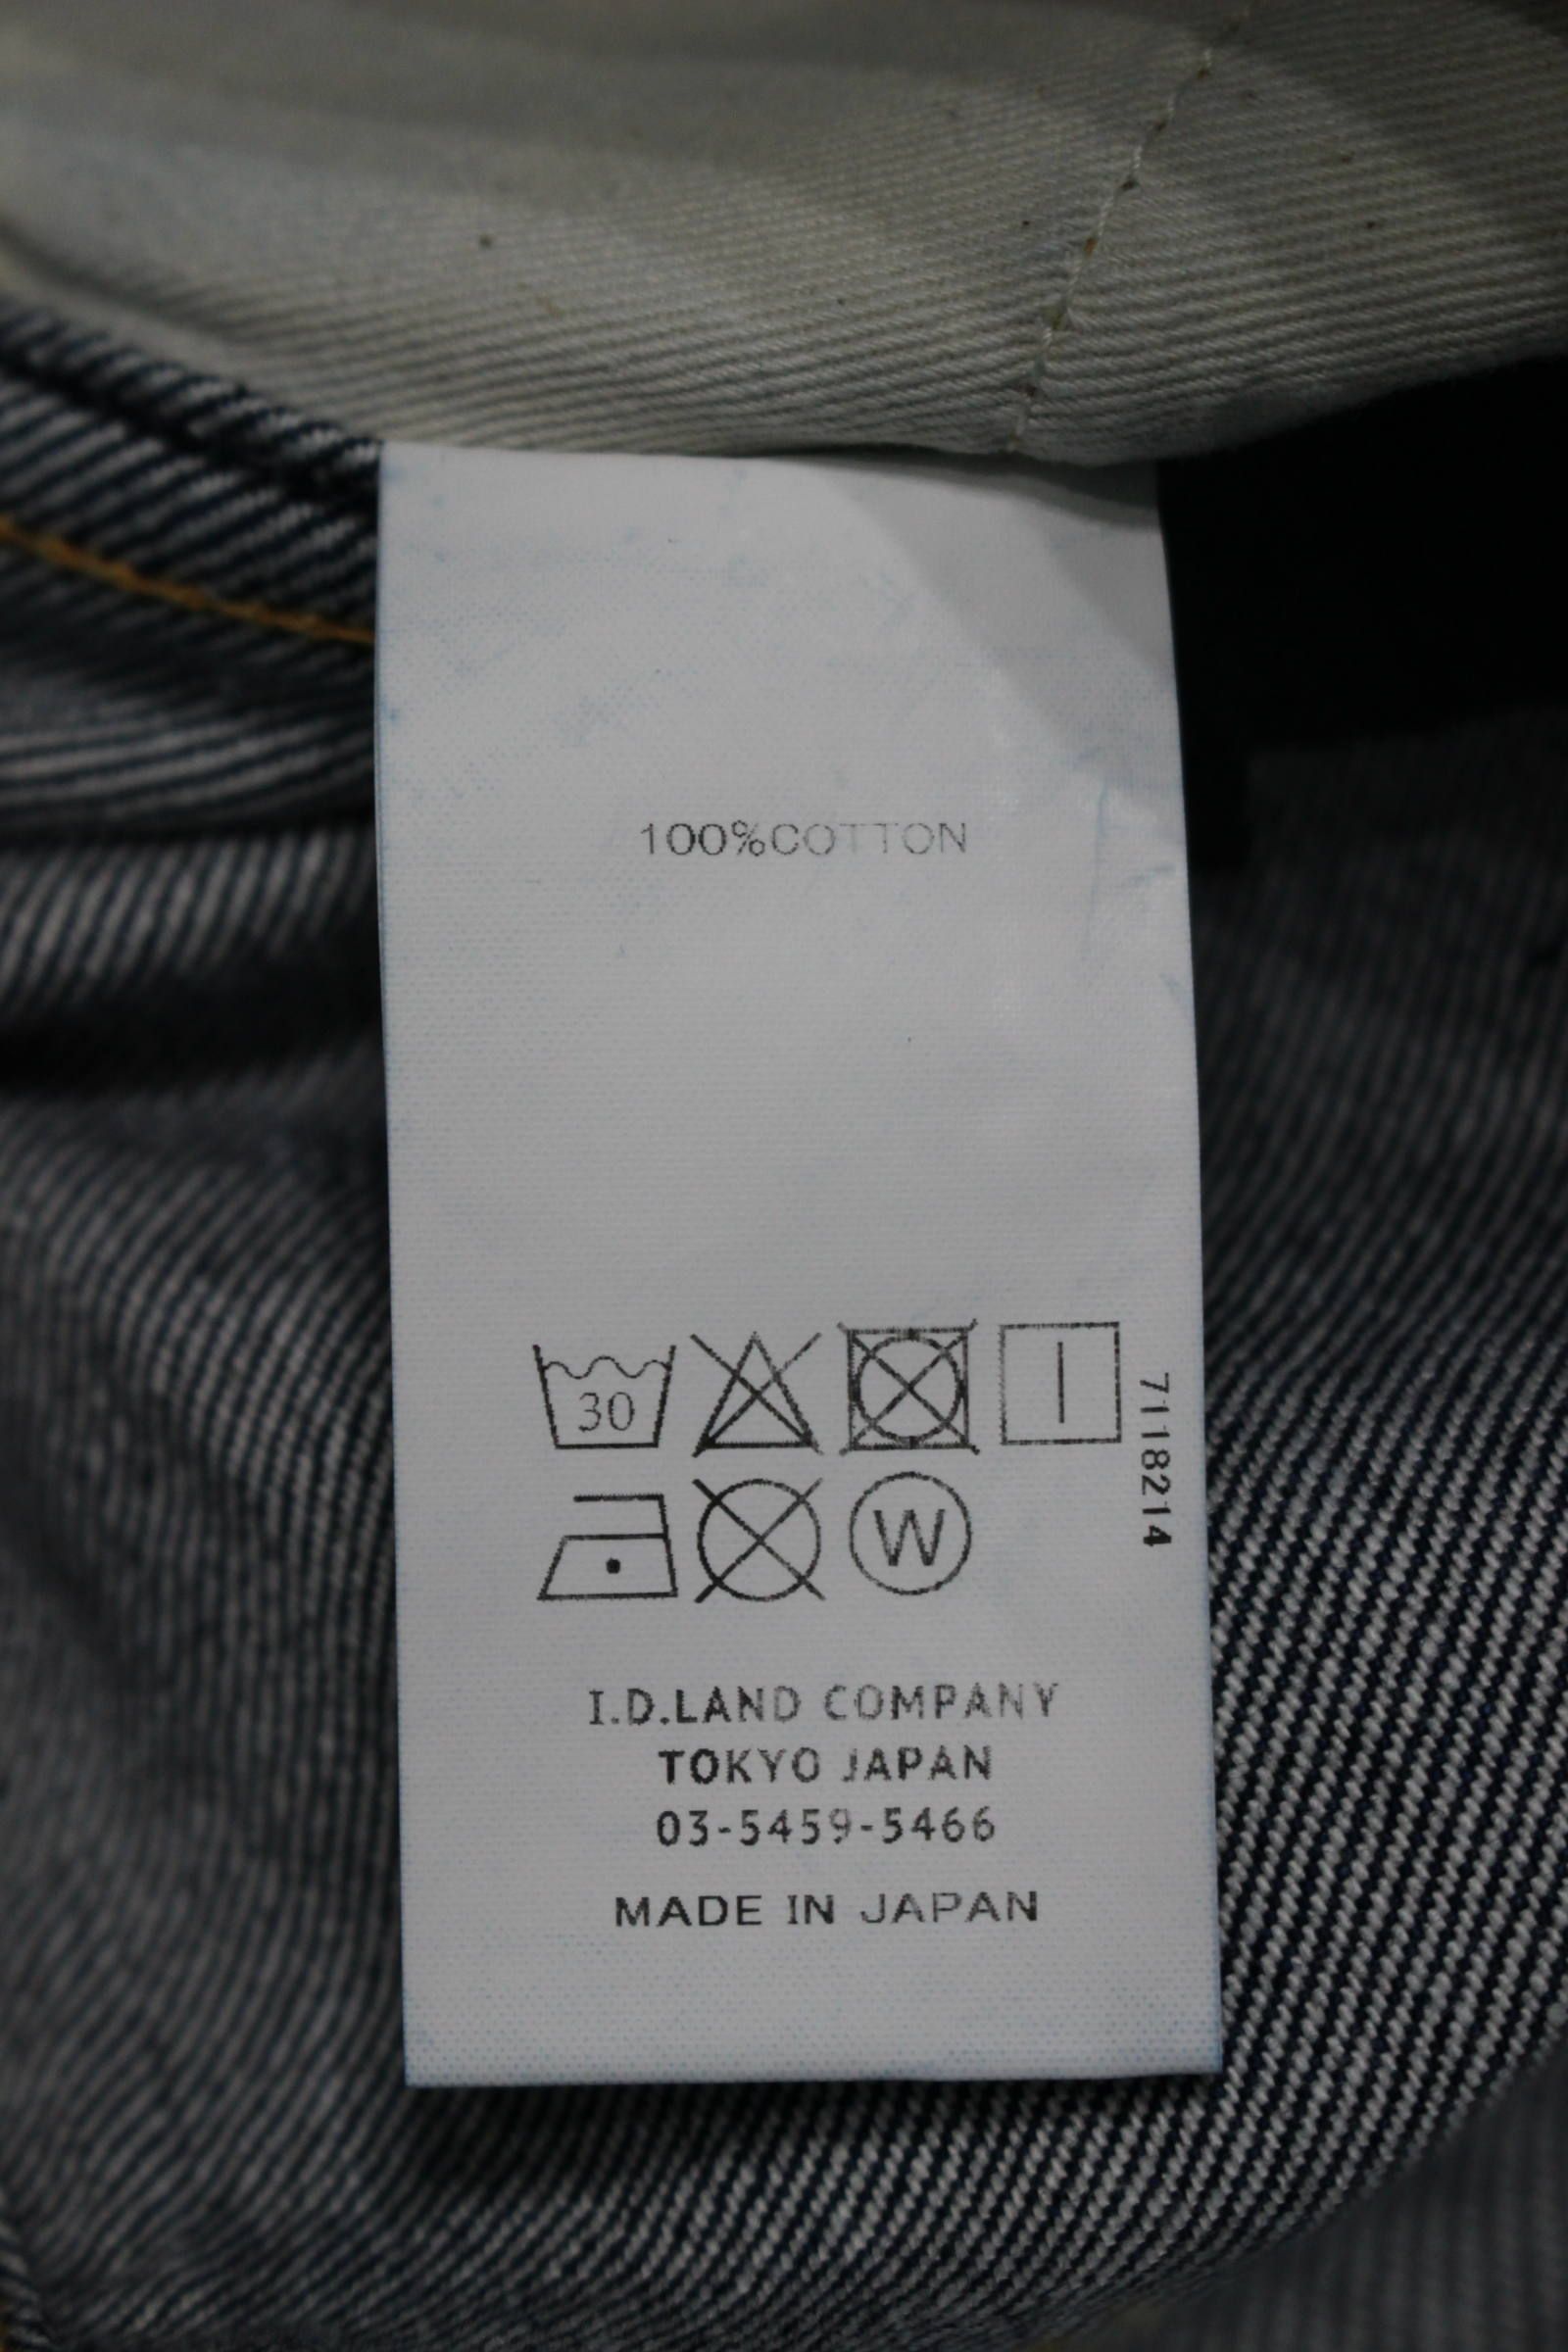 100%COTTON
30
7118214
W
I.D.LAND COMPANY
TOKYO JAPAN
03-5459-5466
MADE IN JAPAN